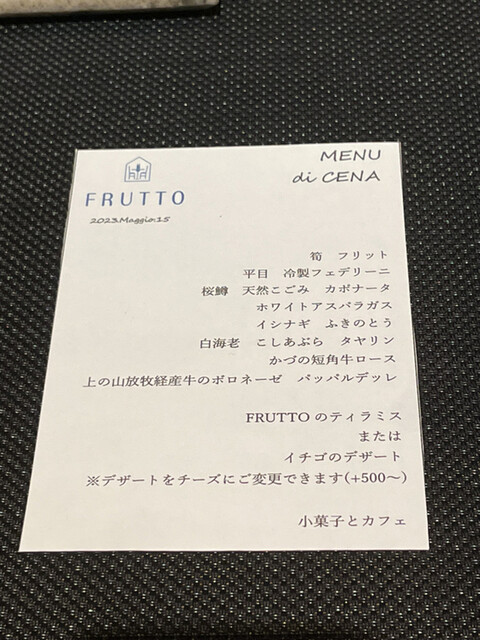 FRUTTO
2023.Maggio.15
MENU
di CENA
筍 フリット
平目 冷製フェデリーニ
桜鱒 天然こごみ カポナータ
ホワイトアスパラガス
イシナギ ふきのとう
白海老 こしあぶら タヤリン
かづの短角牛ロース
上の山放牧経産牛のボロネーゼ パッパルデッレ
FRUTTOのティラミス
または
イチゴのデザート
※デザートをチーズにご変更できます(+500～)
小菓子とカフェ